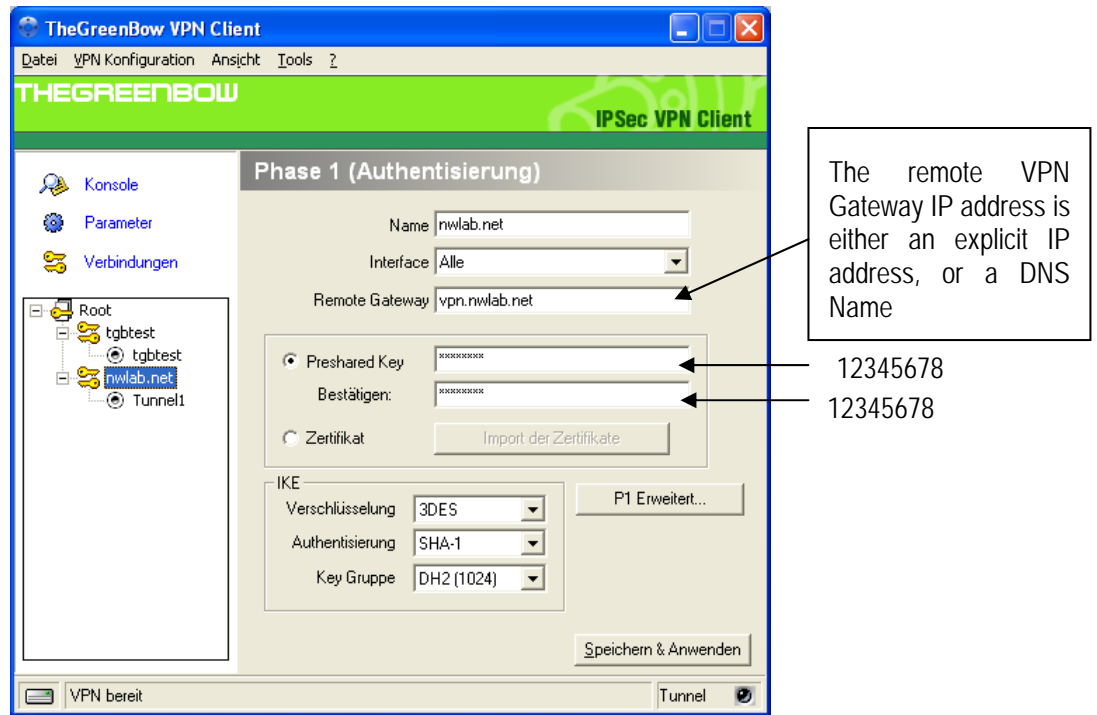 TheGreenBow VPN Client
Datei VPN Konfiguration Ansicht Tools ?
THEGREENBOW
IPSec VPN Client
Konsole
Parameter
Verbindungen
Root
tgbtest
tgbtest
nwlab.net
Tunnel1
Phase 1 (Authentisierung)
Name nwlab.net
Interface Alle
Remote Gateway vpn.nwlab.net
Preshared Key ********
Bestätigen: ********
Zertifikat Import der Zertifikate
IKE
Verschlüsselung 3DES
Authentisierung SHA-1
Key Gruppe DH2 (1024)
P1 Erweitert...
Speichern & Anwenden
VPN bereit Tunnel
The remote VPN
Gateway IP address is
either an explicit IP
address, or a DNS
Name
12345678
12345678